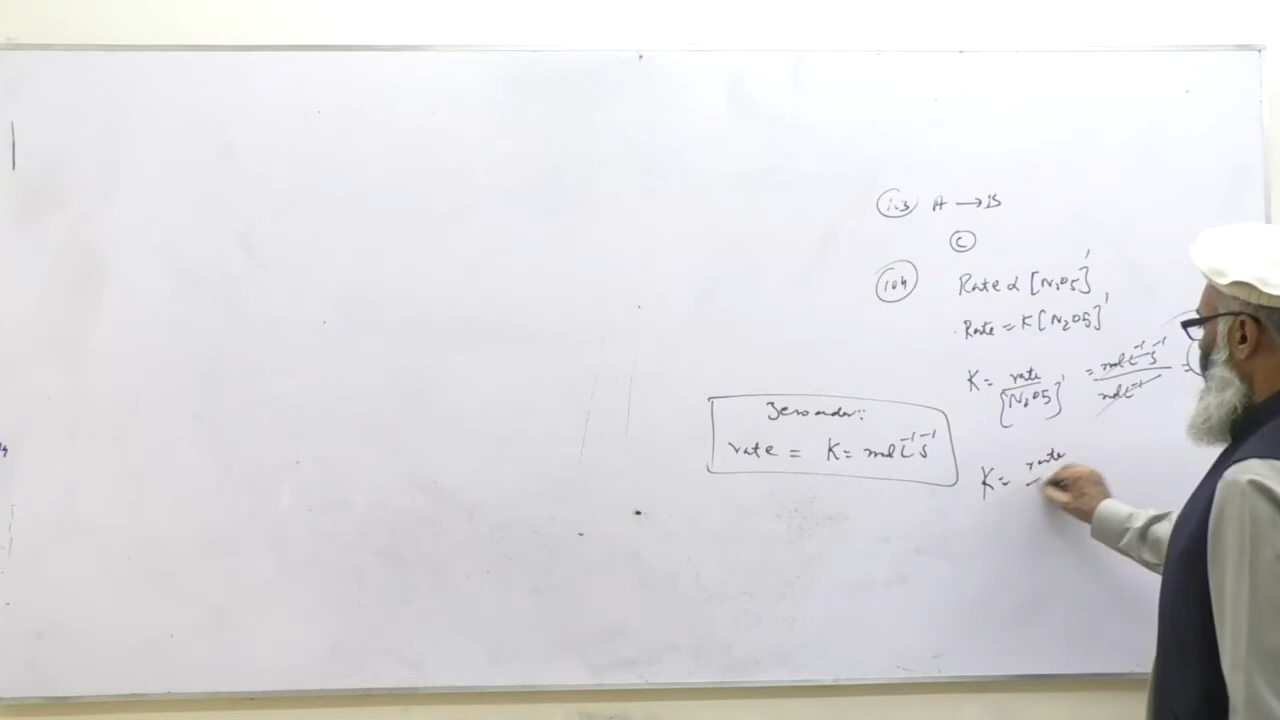 103 A → B
C
104 Rate α [N2O5]¹
Rate = K[N2O5]¹
K = rate / [N2O5]¹ = mol L⁻¹ S⁻¹ / mol L⁻¹ =
Zero order:
rate = K = mol L⁻¹ S⁻¹
K = rate